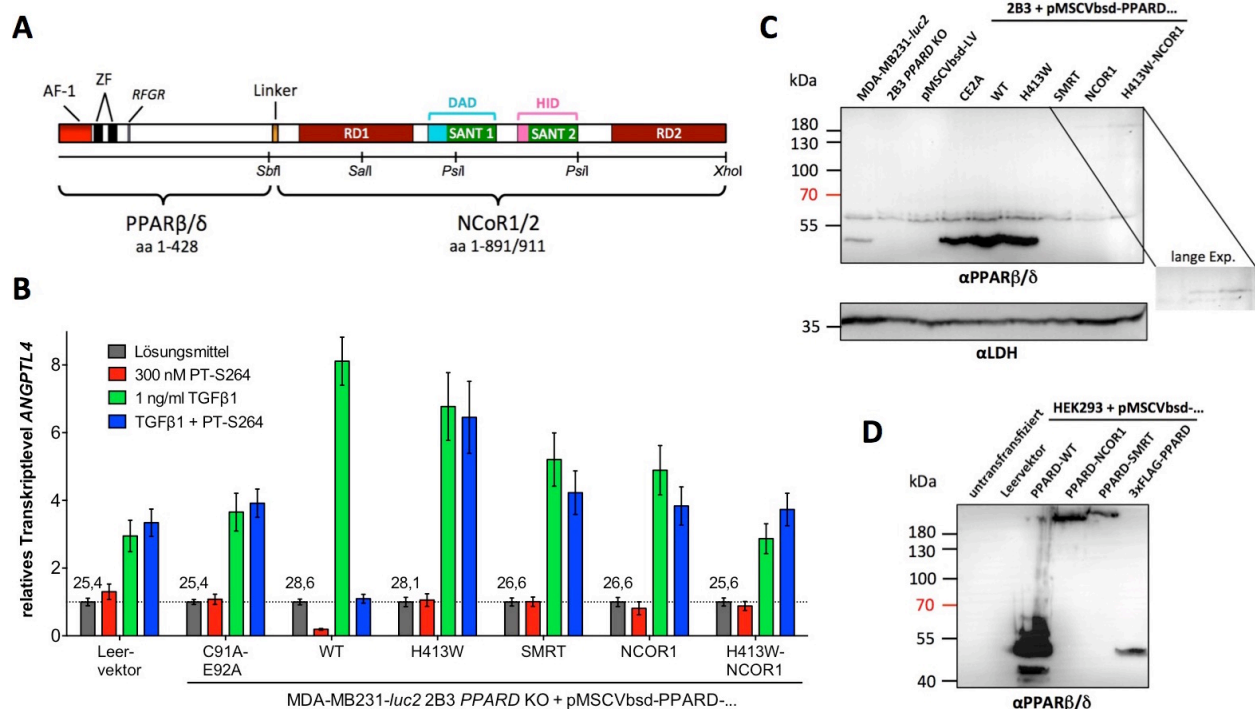 A
AF-1
ZF
RFGR
Linker
DAD
HID
RD1
SANT 1
SANT 2
RD2
SbfI
SalI
PsiI
PsiI
XhoI
PPARβ/δ
aa 1-428
NCoR1/2
aa 1-891/911
B
relatives Transkriptlevel ANGPTL4
8
6
4
2
0
Lösungsmittel
300 nM PT-S264
1 ng/ml TGFβ1
TGFβ1 + PT-S264
25,4
25,4
28,6
28,1
26,6
26,6
25,6
Leer-
vektor
C91A-
E92A
WT
H413W
SMRT
NCOR1
H413W-
NCOR1
MDA-MB231-luc2 2B3 PPARD KO + pMSCVbsd-PPARD-...
C
2B3 + pMSCVbsd-PPARD...
MDA-MB231-luc2
2B3 PPARD KO
pMSCVbsd-LV
CE2A
WT
H413W
SMRT
NCOR1
H413W-NCOR1
kDa
180
130
100
70
55
lange Exp.
αPPARβ/δ
35
αLDH
D
HEK293 + pMSCVbsd-...
untransfiziert
Leervektor
PPARD-WT
PPARD-NCOR1
PPARD-SMRT
3xFLAG-PPARD
kDa
180
130
100
70
55
40
αPPARβ/δ